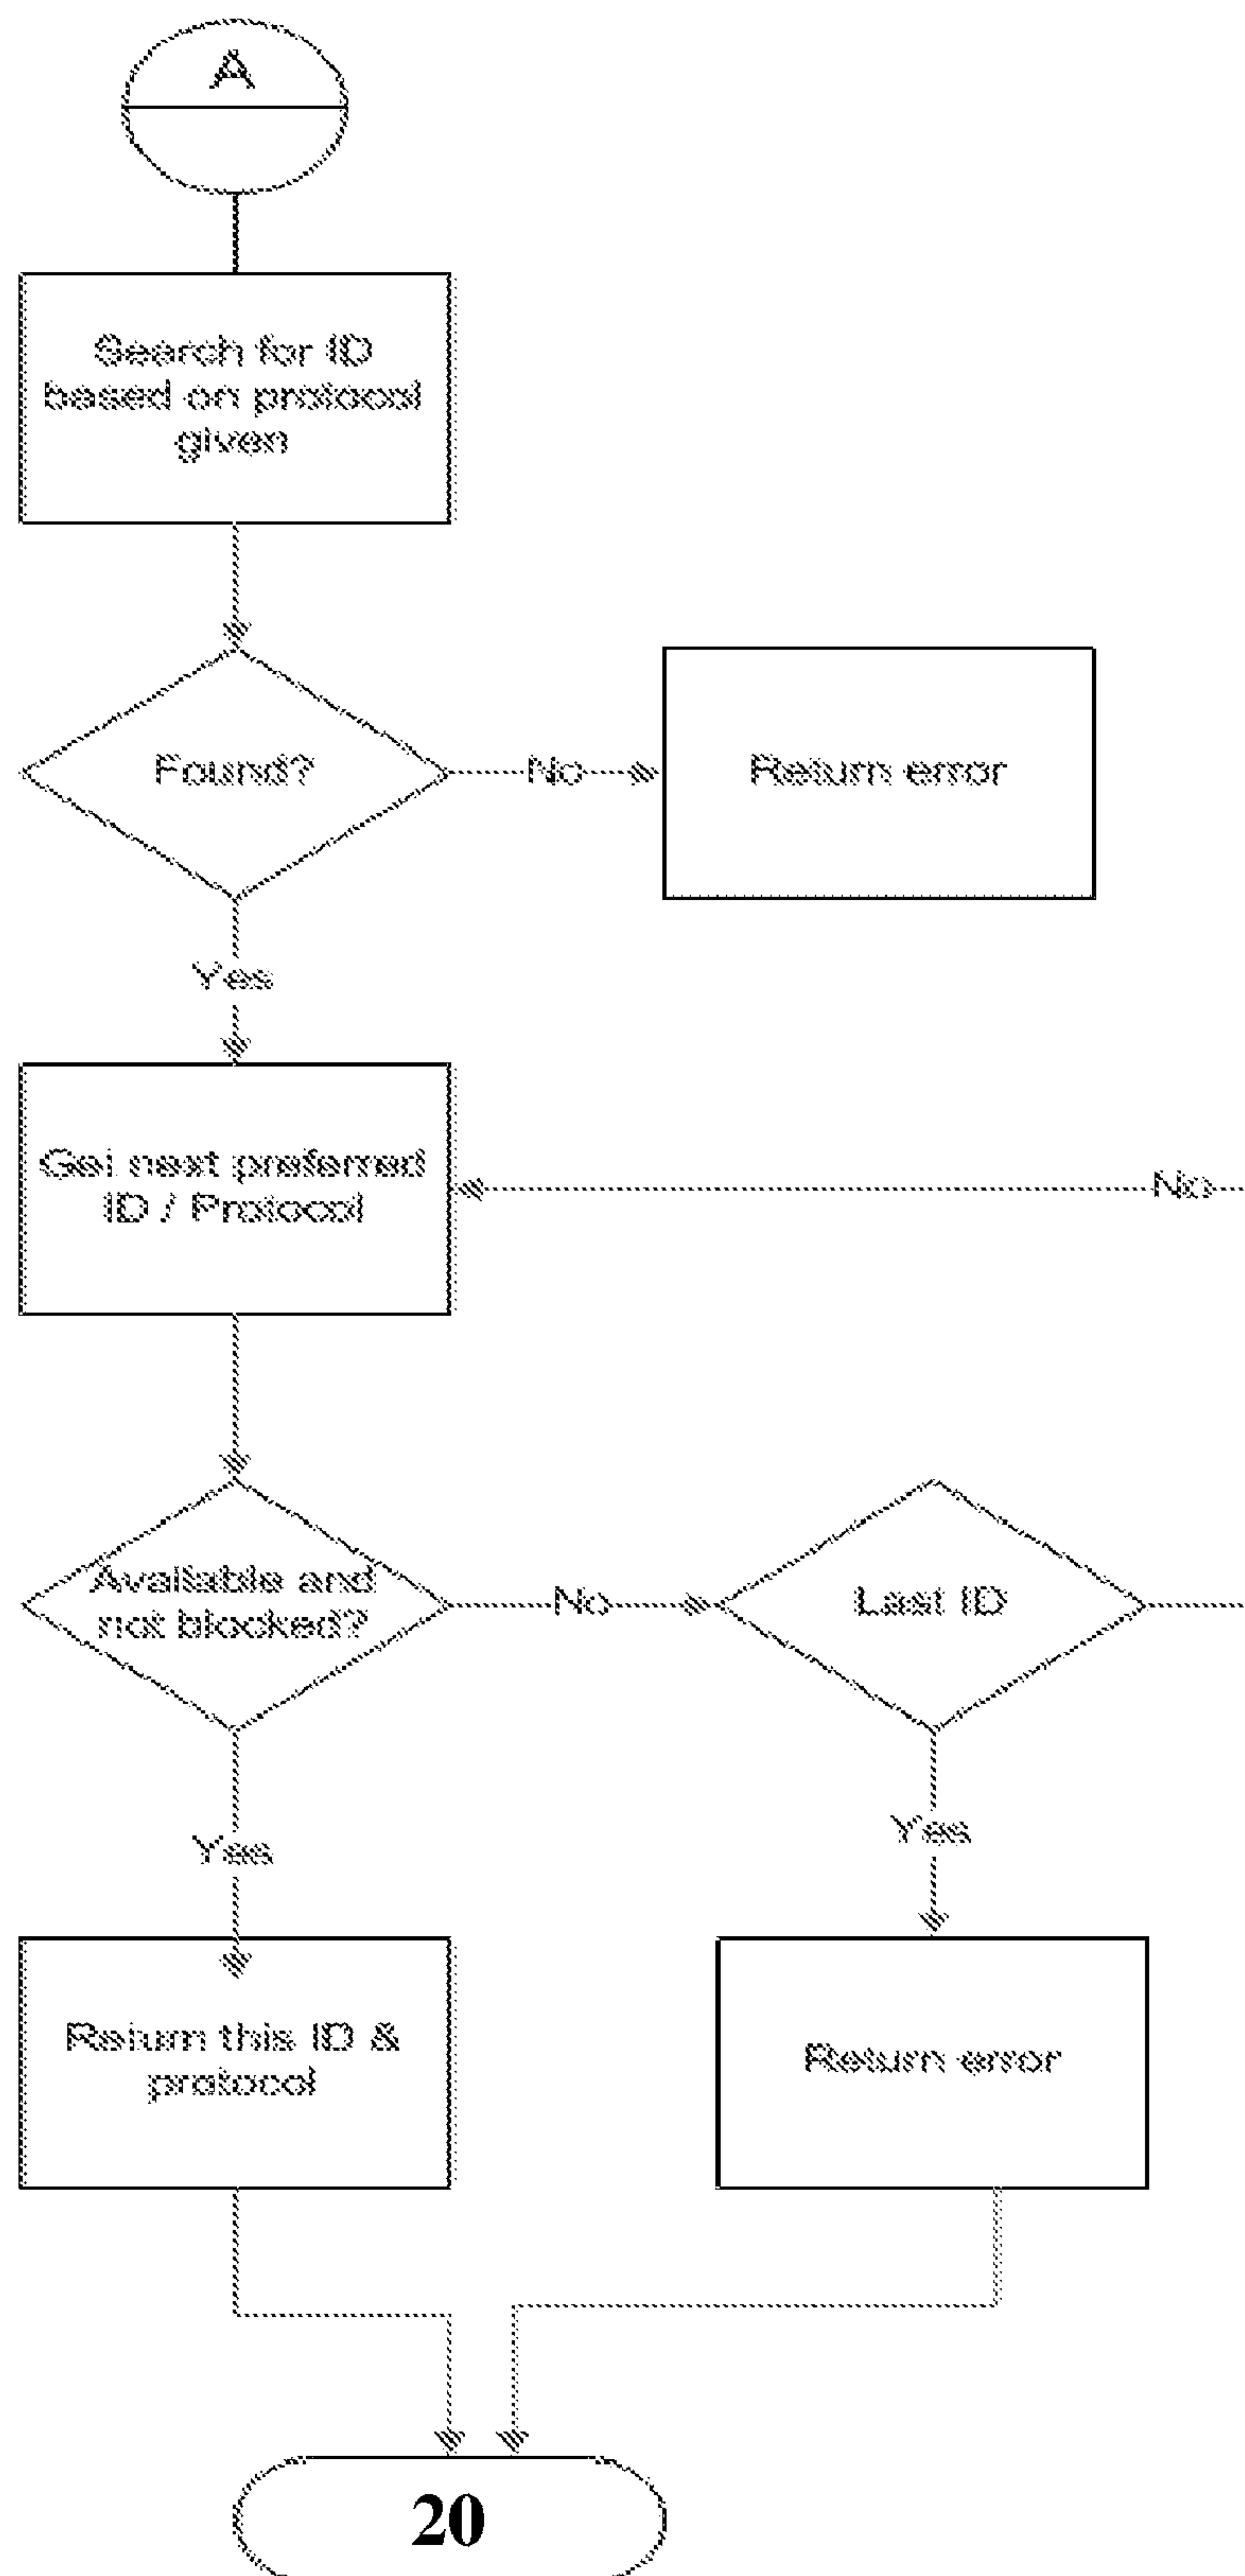 A
Search for ID
based on protocol
given
Found?
No
Return error
Yes
Get next preferred
ID / Protocol
No
Available and
not blocked?
No
Last ID
Yes
Yes
Return this ID &
protocol
Return error
20